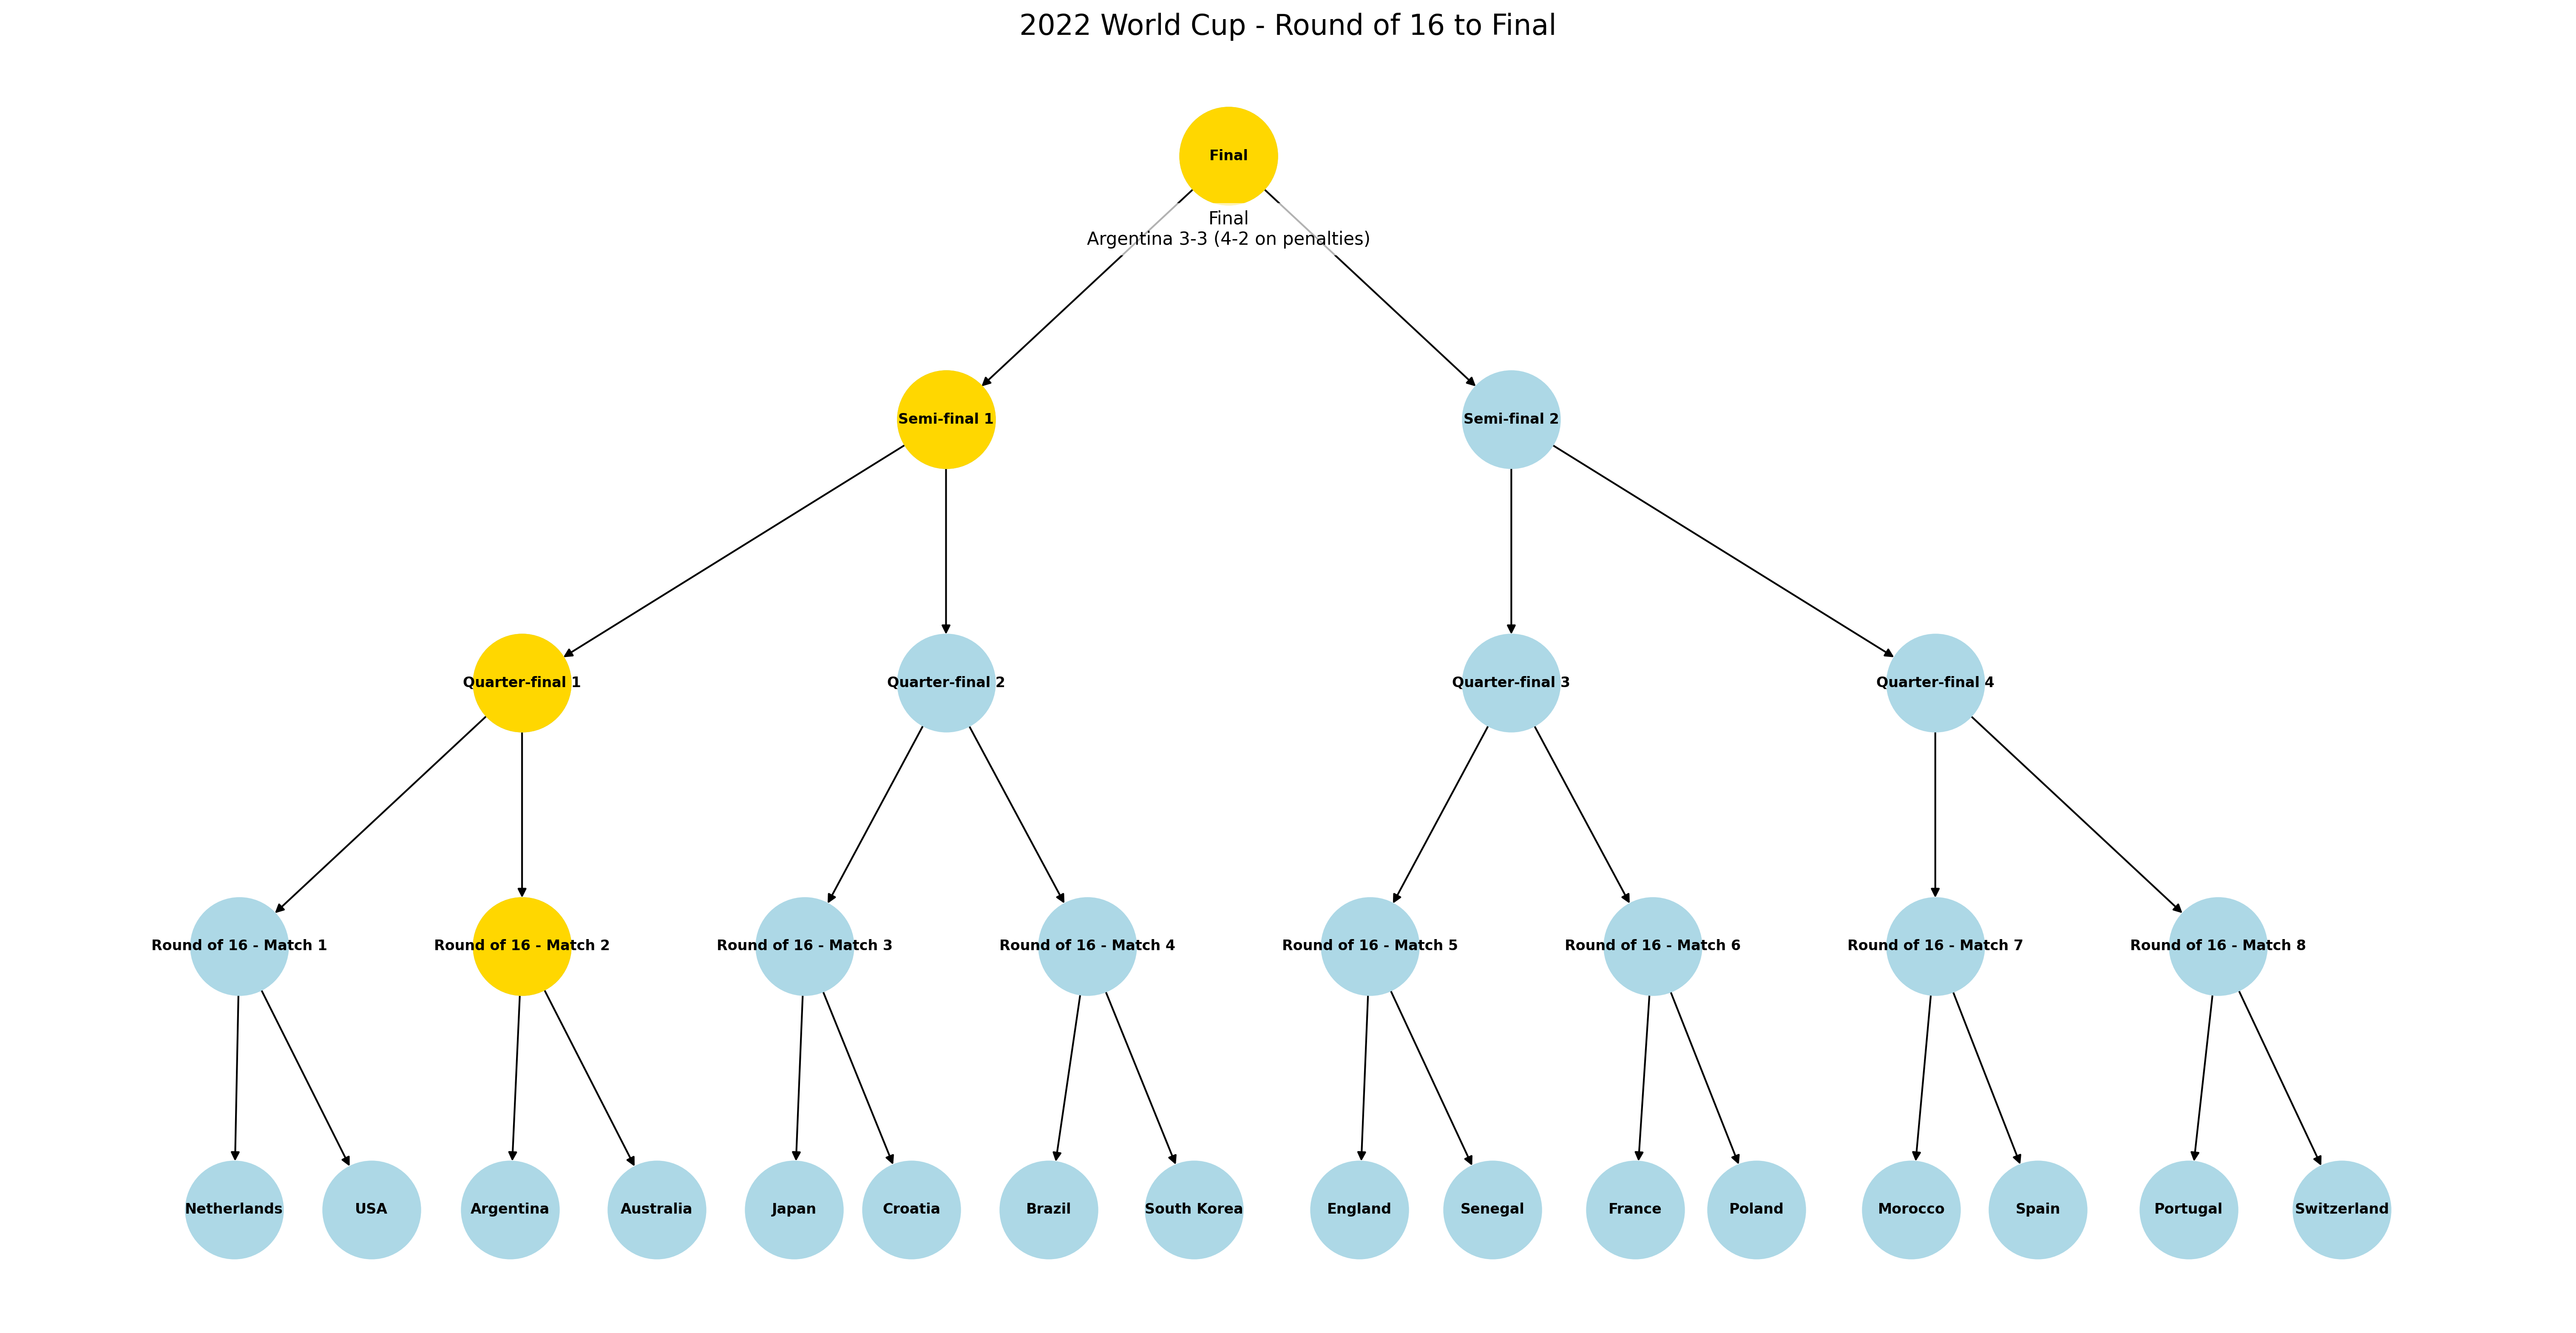 2022 World Cup - Round of 16 to Final
Final
Final
Argentina 3-3 (4-2 on penalties)
Semi-final 1
Semi-final 2
Quarter-final 1
Quarter-final 2
Quarter-final 3
Quarter-final 4
Round of 16 - Match 1
Round of 16 - Match 2
Round of 16 - Match 3
Round of 16 - Match 4
Round of 16 - Match 5
Round of 16 - Match 6
Round of 16 - Match 7
Round of 16 - Match 8
Netherlands
USA
Argentina
Australia
Japan
Croatia
Brazil
South Korea
England
Senegal
France
Poland
Morocco
Spain
Portugal
Switzerland